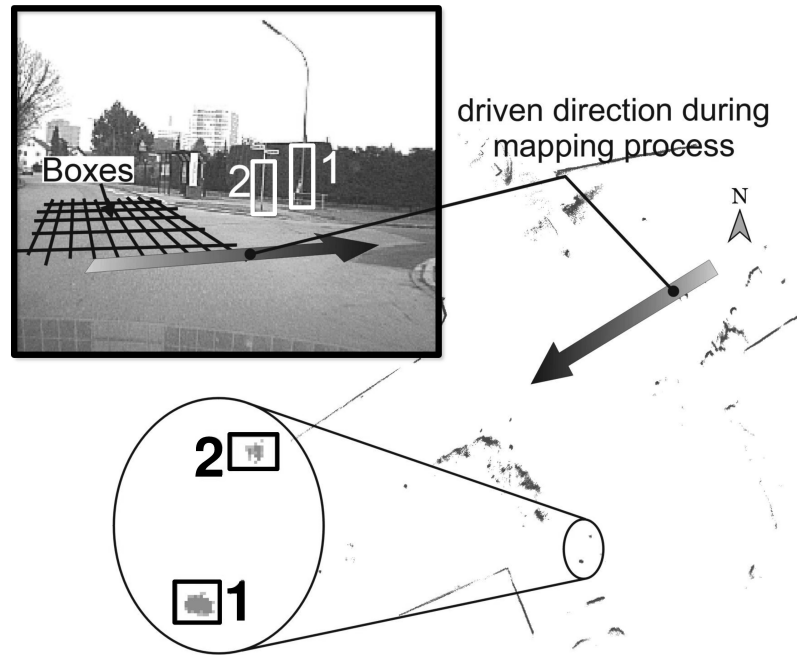 driven direction during
mapping process
Boxes
2
1
N
2
1